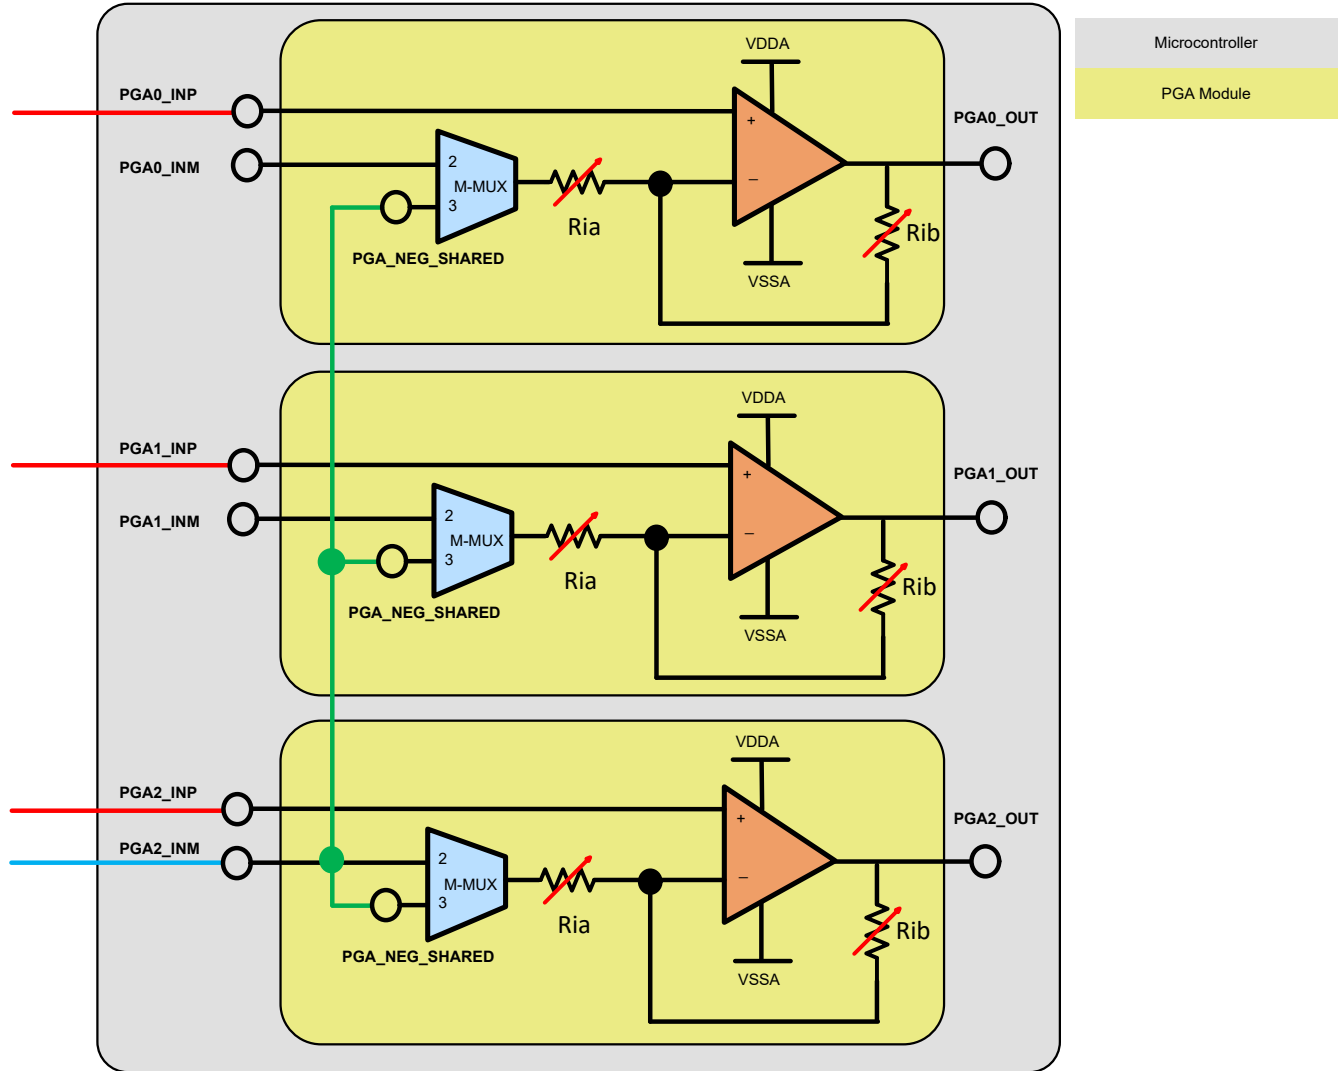 VDDA
PGA0_INP
+
PGA0_OUT
PGA0_INM
2
M-MUX
3
–
Ria
Rib
PGA_NEG_SHARED
VSSA
Microcontroller
PGA Module
VDDA
PGA1_INP
+
PGA1_OUT
PGA1_INM
2
M-MUX
3
–
Ria
Rib
PGA_NEG_SHARED
VSSA
VDDA
PGA2_INP
+
PGA2_OUT
PGA2_INM
2
M-MUX
3
–
Ria
Rib
PGA_NEG_SHARED
VSSA